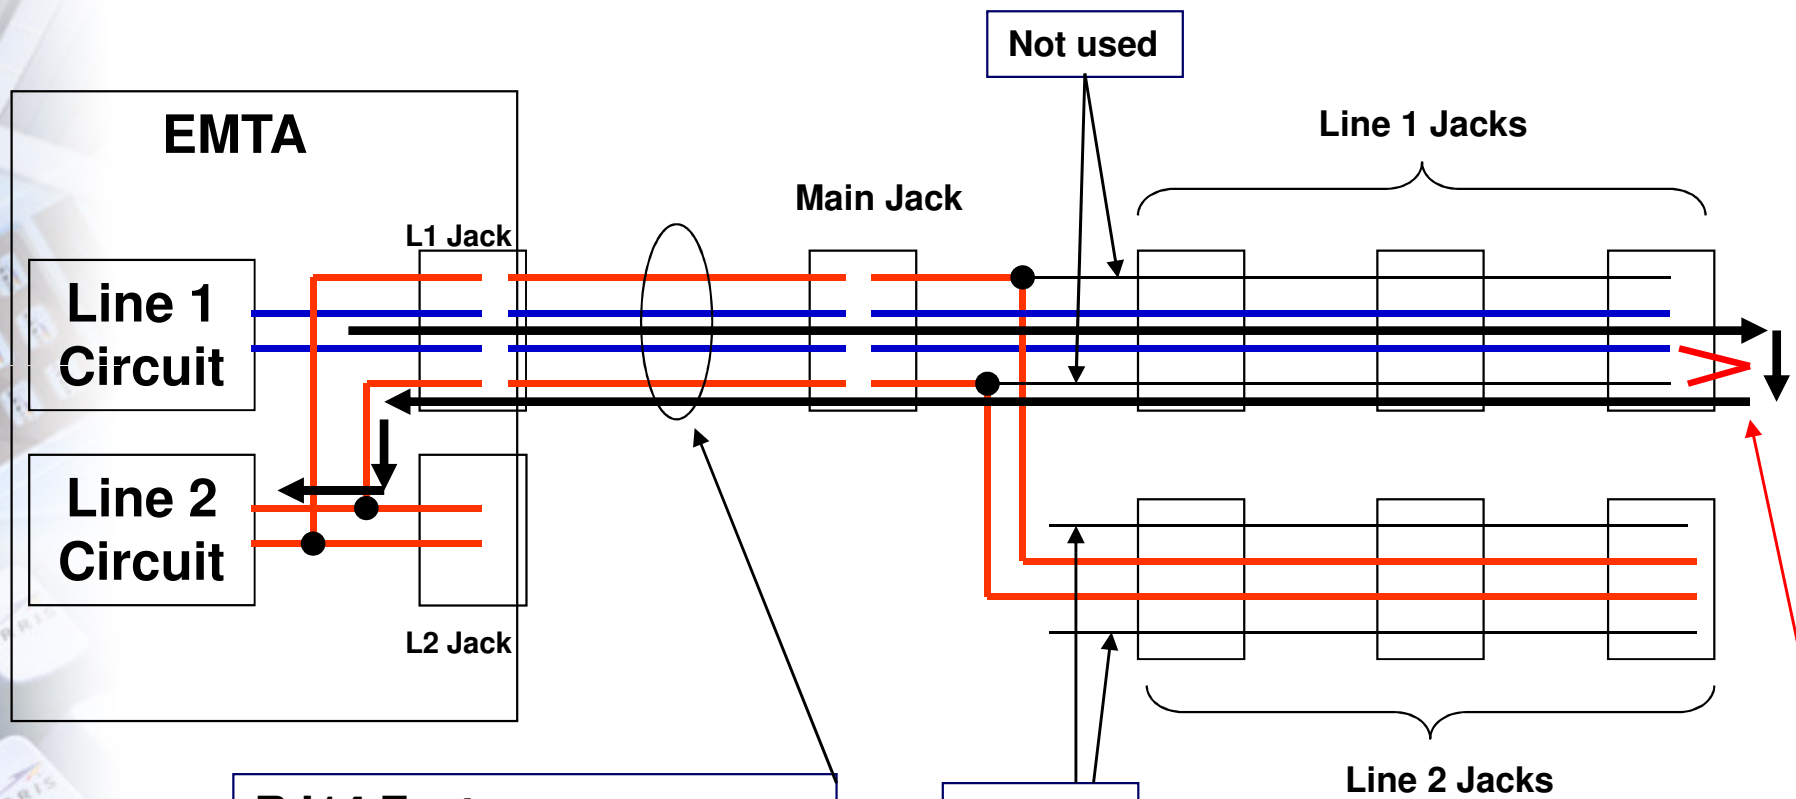 Not used
EMTA
Line 1 Jacks
Main Jack
L1 Jack
Line 1
Circuit
Line 2
Circuit
L2 Jack
Line 2 Jacks